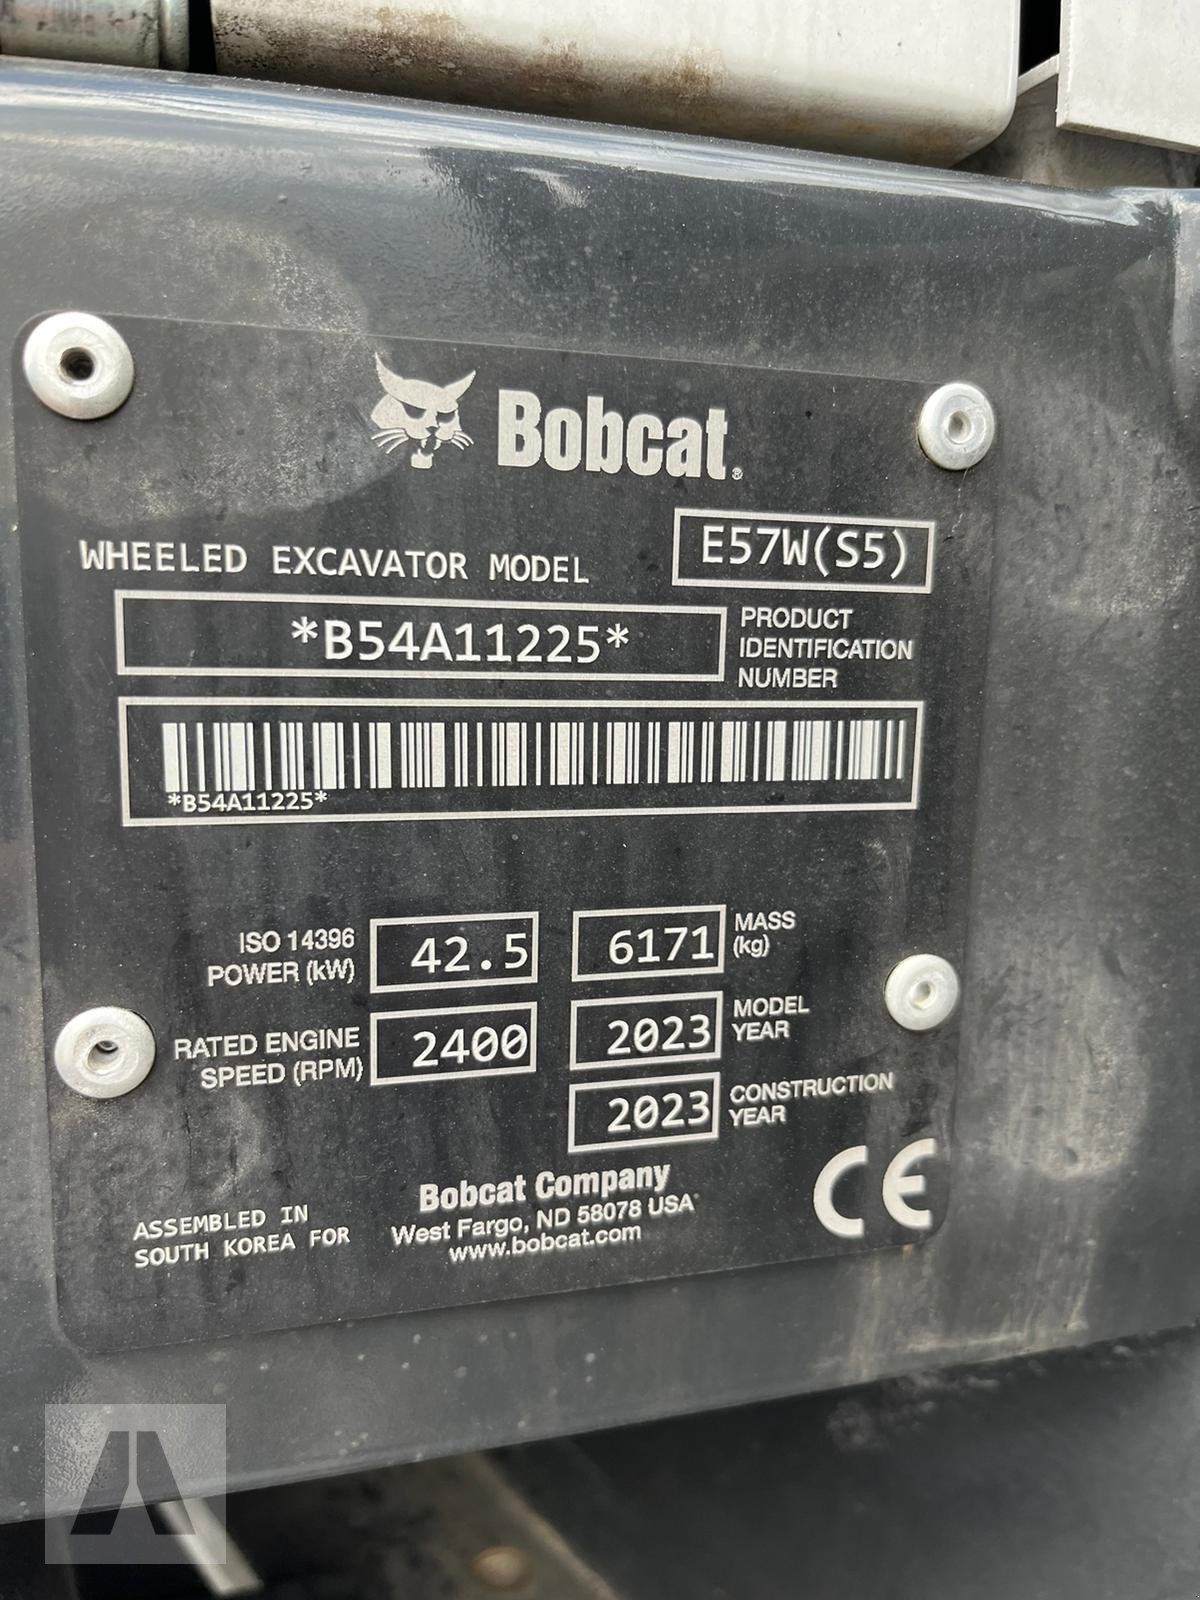 Bobcat®
WHEELED EXCAVATOR MODEL E57W(S5)
*B54A11225*
PRODUCT
IDENTIFICATION
NUMBER
*B54A11225*
ISO 14396
POWER (kW)
42.5
6171
MASS
(kg)
RATED ENGINE
SPEED (RPM)
2400
2023
MODEL
YEAR
2023
CONSTRUCTION
YEAR
ASSEMBLED IN
SOUTH KOREA FOR
Bobcat Company
West Fargo, ND 58078 USA
www.bobcat.com
CE